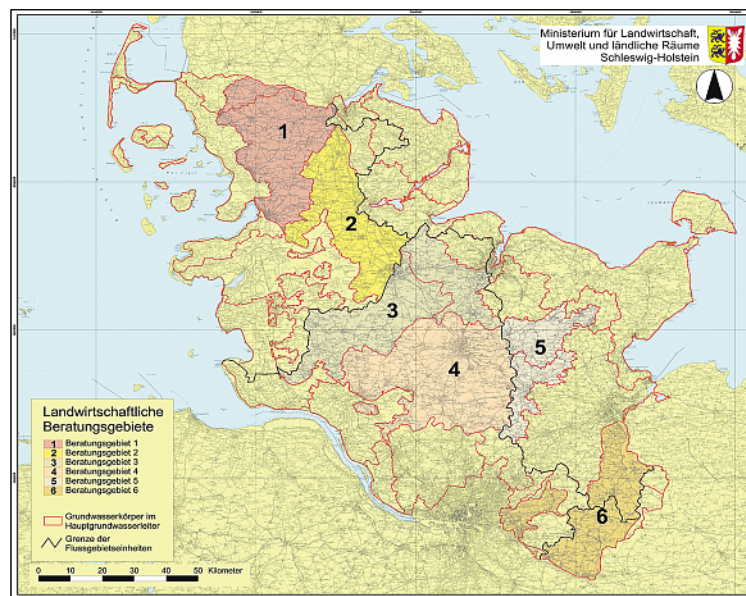 Ministerium für Landwirtschaft,
Umwelt und ländliche Räume
Schleswig-Holstein
1
2
3
4
5
6
Landwirtschaftliche
Beratungsgebiete
1 Beratungsgebiet 1
2 Beratungsgebiet 2
3 Beratungsgebiet 3
4 Beratungsgebiet 4
5 Beratungsgebiet 5
6 Beratungsgebiet 6
Grundwasserkörper im
Hauptgrundwasserleiter
Grenze der
Flussgebietseinheiten
0 10 20 30 40 50 Kilometer